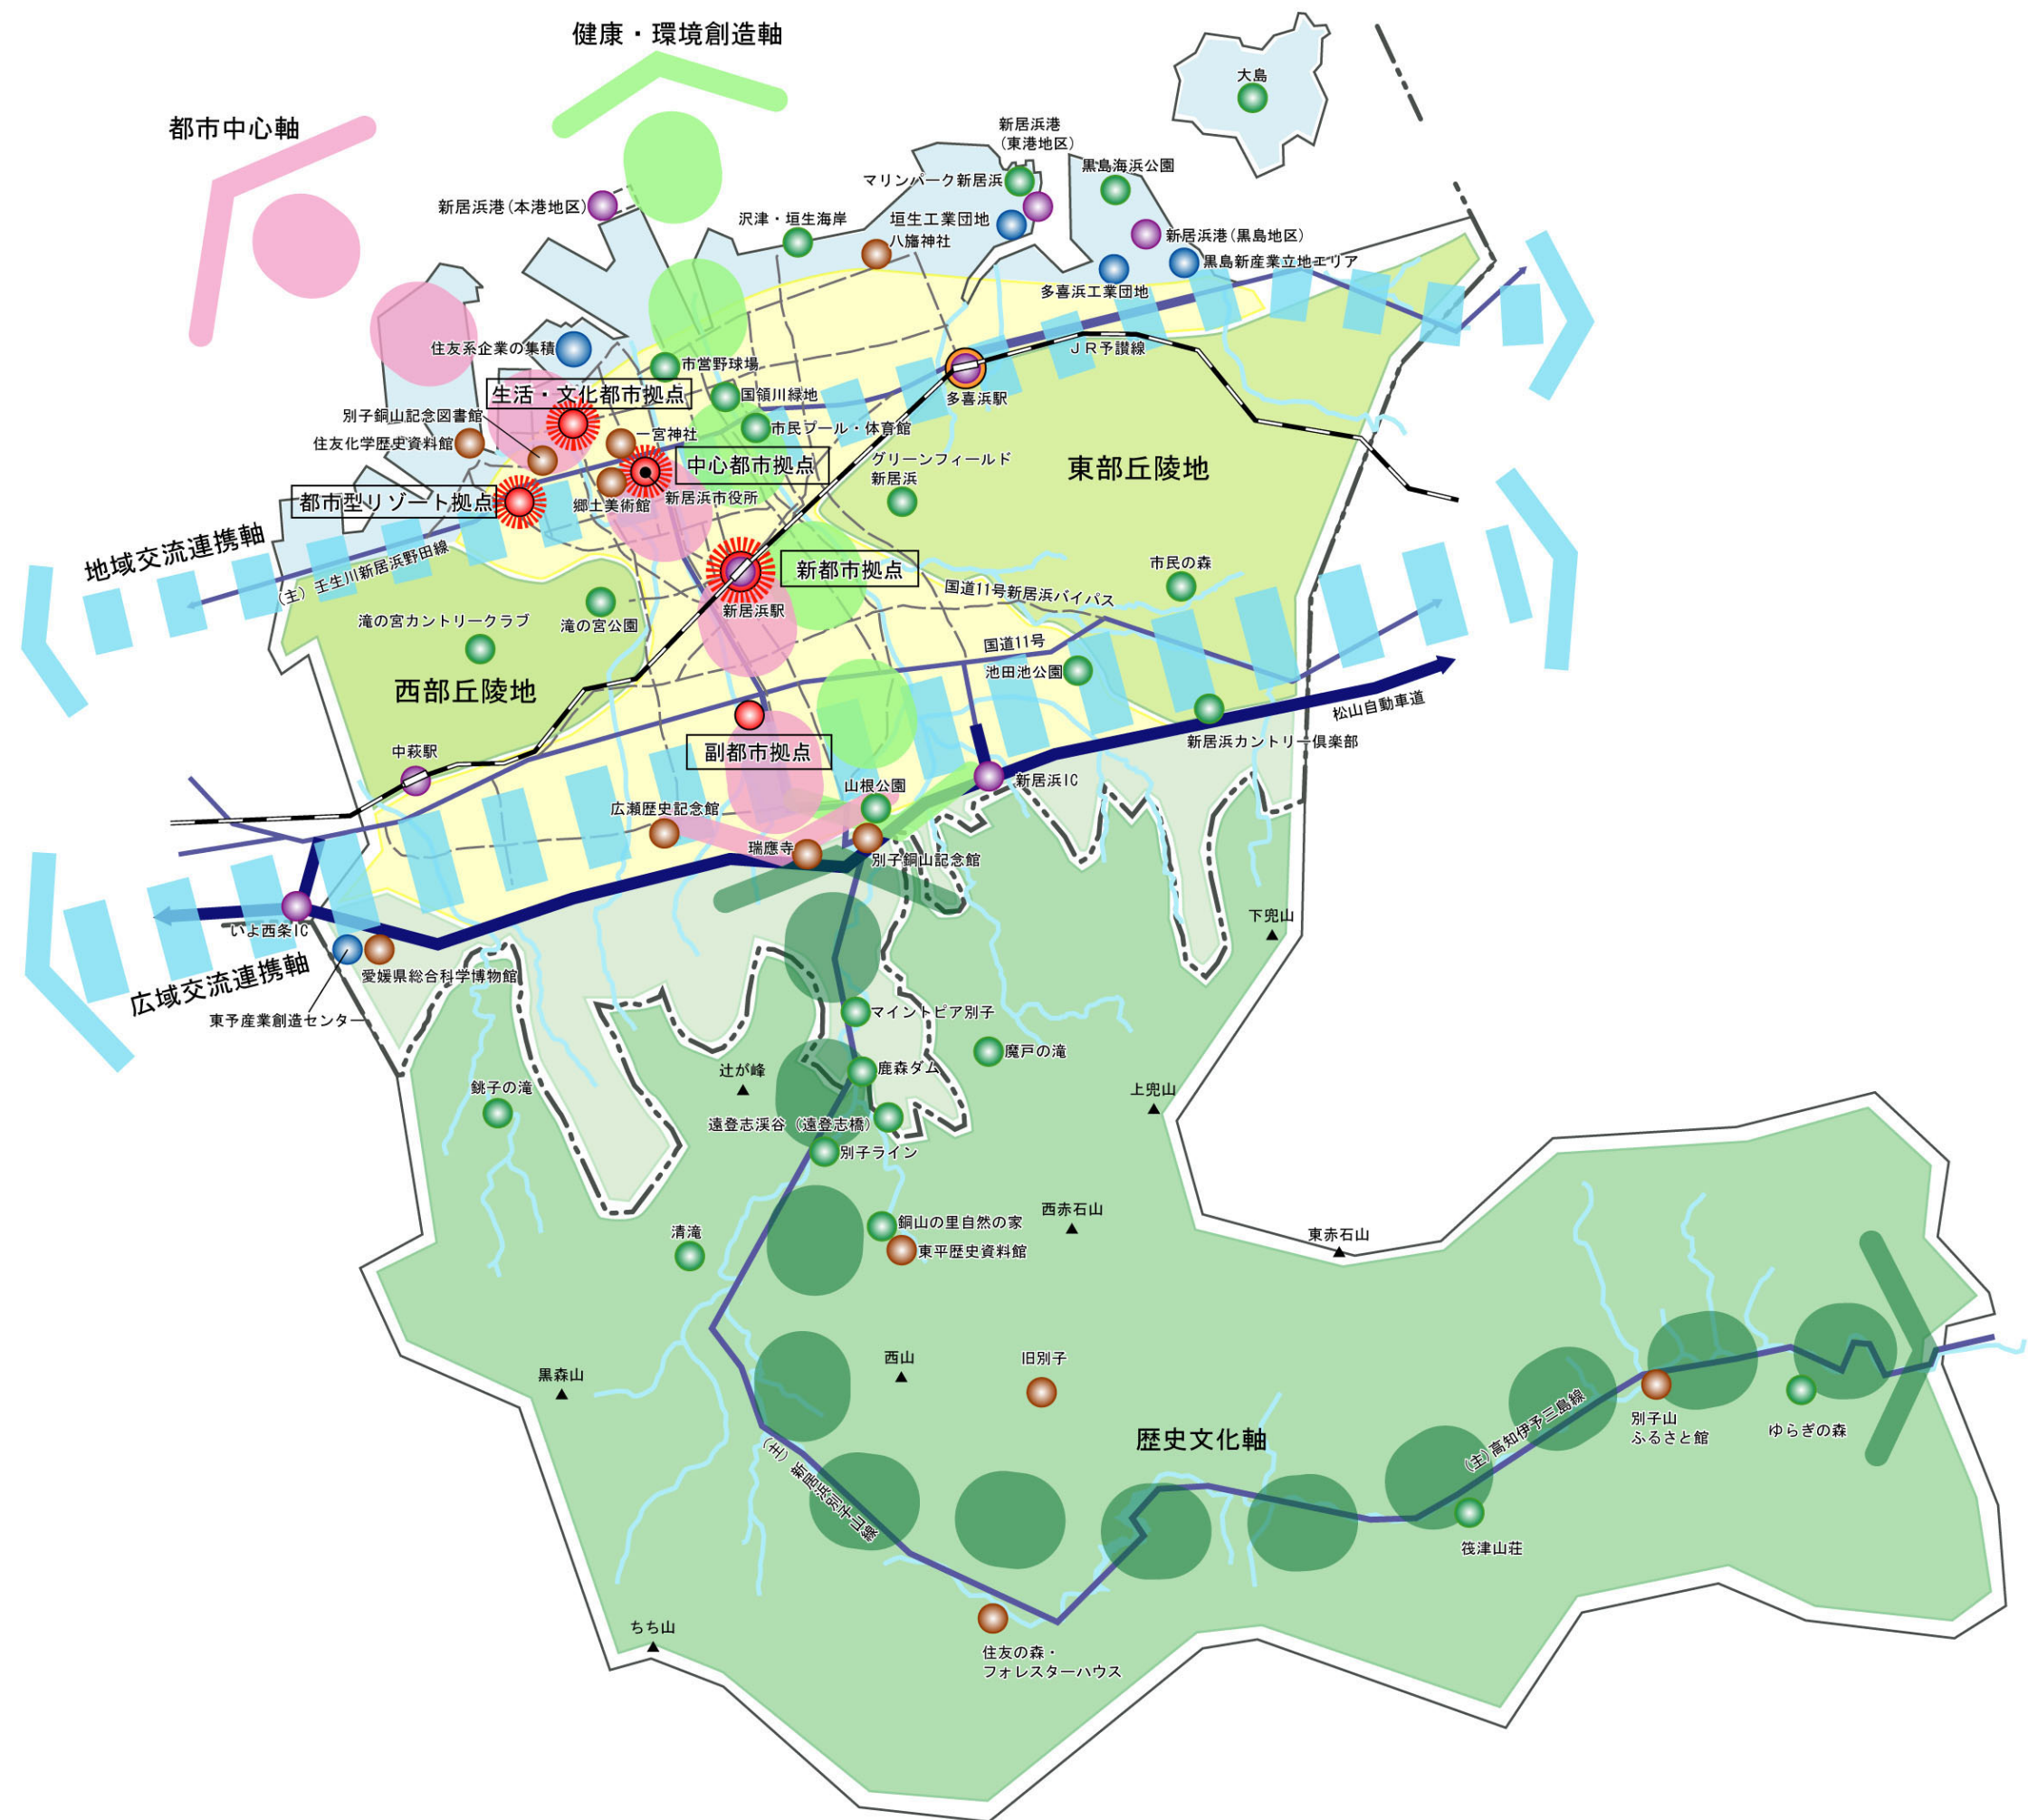 健康・環境創造軸
都市中心軸
大島
新居浜港
(東港地区)
黒島海浜公園
マリンパーク新居浜
新居浜港(本港地区)
沢津・垣生海岸
垣生工業団地
八旛神社
新居浜港(黒島地区)
黒島新産業立地エリア
多喜浜工業団地
住友系企業の集積
市営野球場
JR予讃線
生活・文化都市拠点
国領川緑地
多喜浜駅
別子銅山記念図書館
市民プール・体育館
住友化学歴史資料館
一宮神社
中心都市拠点
グリーンフィールド
新居浜
東部丘陵地
都市型リゾート拠点
郷土美術館
新居浜市役所
地域交流連携軸
(主)壬生川新居浜野田線
新都市拠点
市民の森
国道11号新居浜バイパス
新居浜駅
滝の宮カントリークラブ
滝の宮公園
国道11号
池田池公園
西部丘陵地
松山自動車道
新居浜カントリー倶楽部
副都市拠点
中萩駅
山根公園
新居浜IC
広瀬歴史記念館
瑞應寺
別子銅山記念館
下兜山
いよ西条IC
愛媛県総合科学博物館
広域交流連携軸
東予産業創造センター
マイントピア別子
魔戸の滝
辻が峰
鹿森ダム
銚子の滝
上兜山
遠登志渓谷(遠登志橋)
別子ライン
西赤石山
銅山の里自然の家
清滝
東平歴史資料館
東赤石山
黒森山
西山
旧別子
歴史文化軸
(主)高知伊予三島線
別子山
ふるさと館
ゆらぎの森
(主)新居浜別子山線
筏津山荘
ちち山
住友の森・
フォレスターハウス